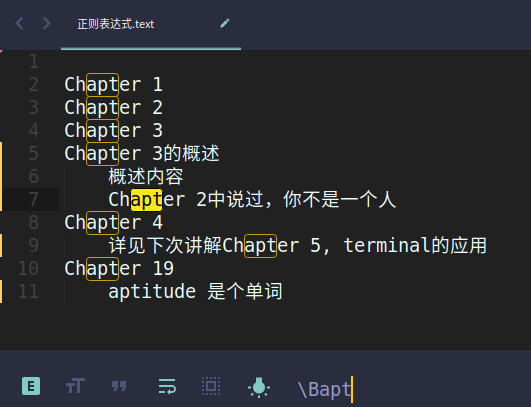 正则表达式.text
1
2 Chapter 1
3 Chapter 2
4 Chapter 3
5 Chapter 3的概述
6 概述内容
7 Chapter 2中说过，你不是一个人
8 Chapter 4
9 详见下次讲解Chapter 5, terminal的应用
10 Chapter 19
11 aptitude 是个单词
E TT \Bapt